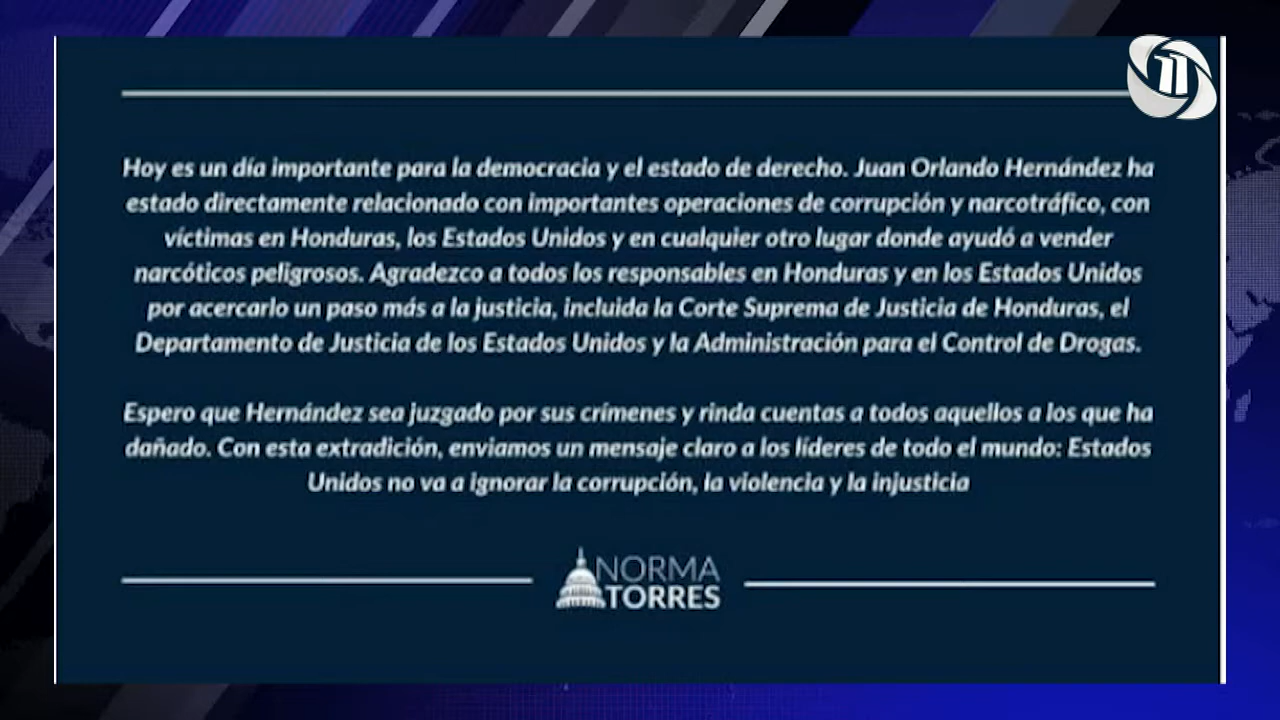 11
Hoy es un día importante para la democracia y el estado de derecho. Juan Orlando Hernández ha
estado directamente relacionado con importantes operaciones de corrupción y narcotráfico, con
víctimas en Honduras, los Estados Unidos y en cualquier otro lugar donde ayudó a vender
narcóticos peligrosos. Agradezco a todos los responsables en Honduras y en los Estados Unidos
por acercarlo un paso más a la justicia, incluida la Corte Suprema de Justicia de Honduras, el
Departamento de Justicia de los Estados Unidos y la Administración para el Control de Drogas.
Espero que Hernández sea juzgado por sus crímenes y rinda cuentas a todos aquellos a los que ha
dañado. Con esta extradición, enviamos un mensaje claro a los líderes de todo el mundo: Estados
Unidos no va a ignorar la corrupción, la violencia y la injusticia
NORMA
TORRES